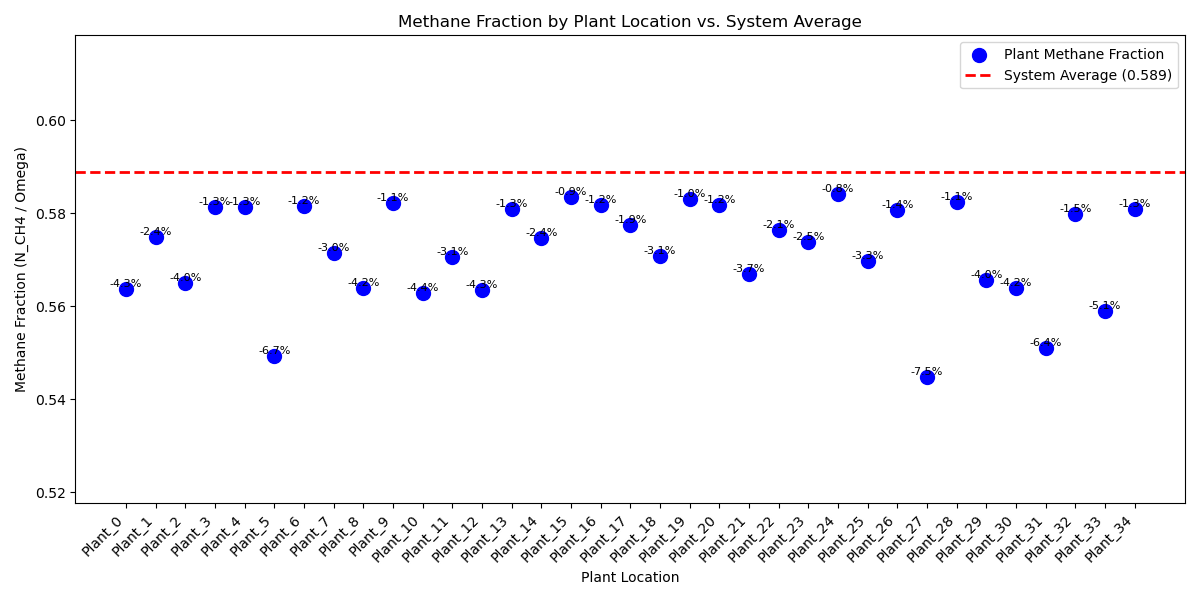 Methane Fraction by Plant Location vs. System Average
Plant Methane Fraction
System Average (0.589)
Methane Fraction (N_CH4 / Omega)
0.60
0.58
0.56
0.54
0.52
-4.3%
-2.4%
-4.0%
-1.3%
-1.3%
-6.7%
-1.2%
-3.0%
-4.2%
-1.1%
-4.4%
-3.1%
-4.3%
-1.3%
-2.4%
-0.9%
-1.2%
-1.9%
-3.1%
-1.0%
-1.2%
-3.7%
-2.1%
-2.5%
-0.8%
-3.3%
-1.4%
-7.5%
-1.1%
-4.0%
-4.2%
-6.4%
-1.5%
-5.1%
-1.3%
Plant_0
Plant_1
Plant_2
Plant_3
Plant_4
Plant_5
Plant_6
Plant_7
Plant_8
Plant_9
Plant_10
Plant_11
Plant_12
Plant_13
Plant_14
Plant_15
Plant_16
Plant_17
Plant_18
Plant_19
Plant_20
Plant_21
Plant_22
Plant_23
Plant_24
Plant_25
Plant_26
Plant_27
Plant_28
Plant_29
Plant_30
Plant_31
Plant_32
Plant_33
Plant_34
Plant Location